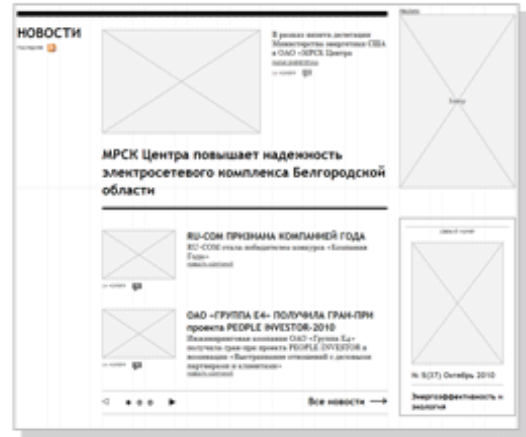 НОВОСТИ
В рамках визита делегации
Министерства энергетики США
в ОАО «МРСК Центра
МРСК Центра повышает надежность
электросетевого комплекса Белгородской
области
RU-COM ПРИЗНАНА КОМПАНИЕЙ ГОДА
RU-COM стала победителем конкурса «Компания
Года»
ОАО «ГРУППА Е4» ПОЛУЧИЛА ГРАН-ПРИ
проекта PEOPLE INVESTOR-2010
Инжиниринговая компания ОАО «Группа Е4»
получила гран-при проекта PEOPLE INVESTOR в
номинации «Выстраивание отношений с деловыми
партнерами и клиентами»
Все новости
№ 5(37) Октябрь 2010
Энергоэффективность и
экология